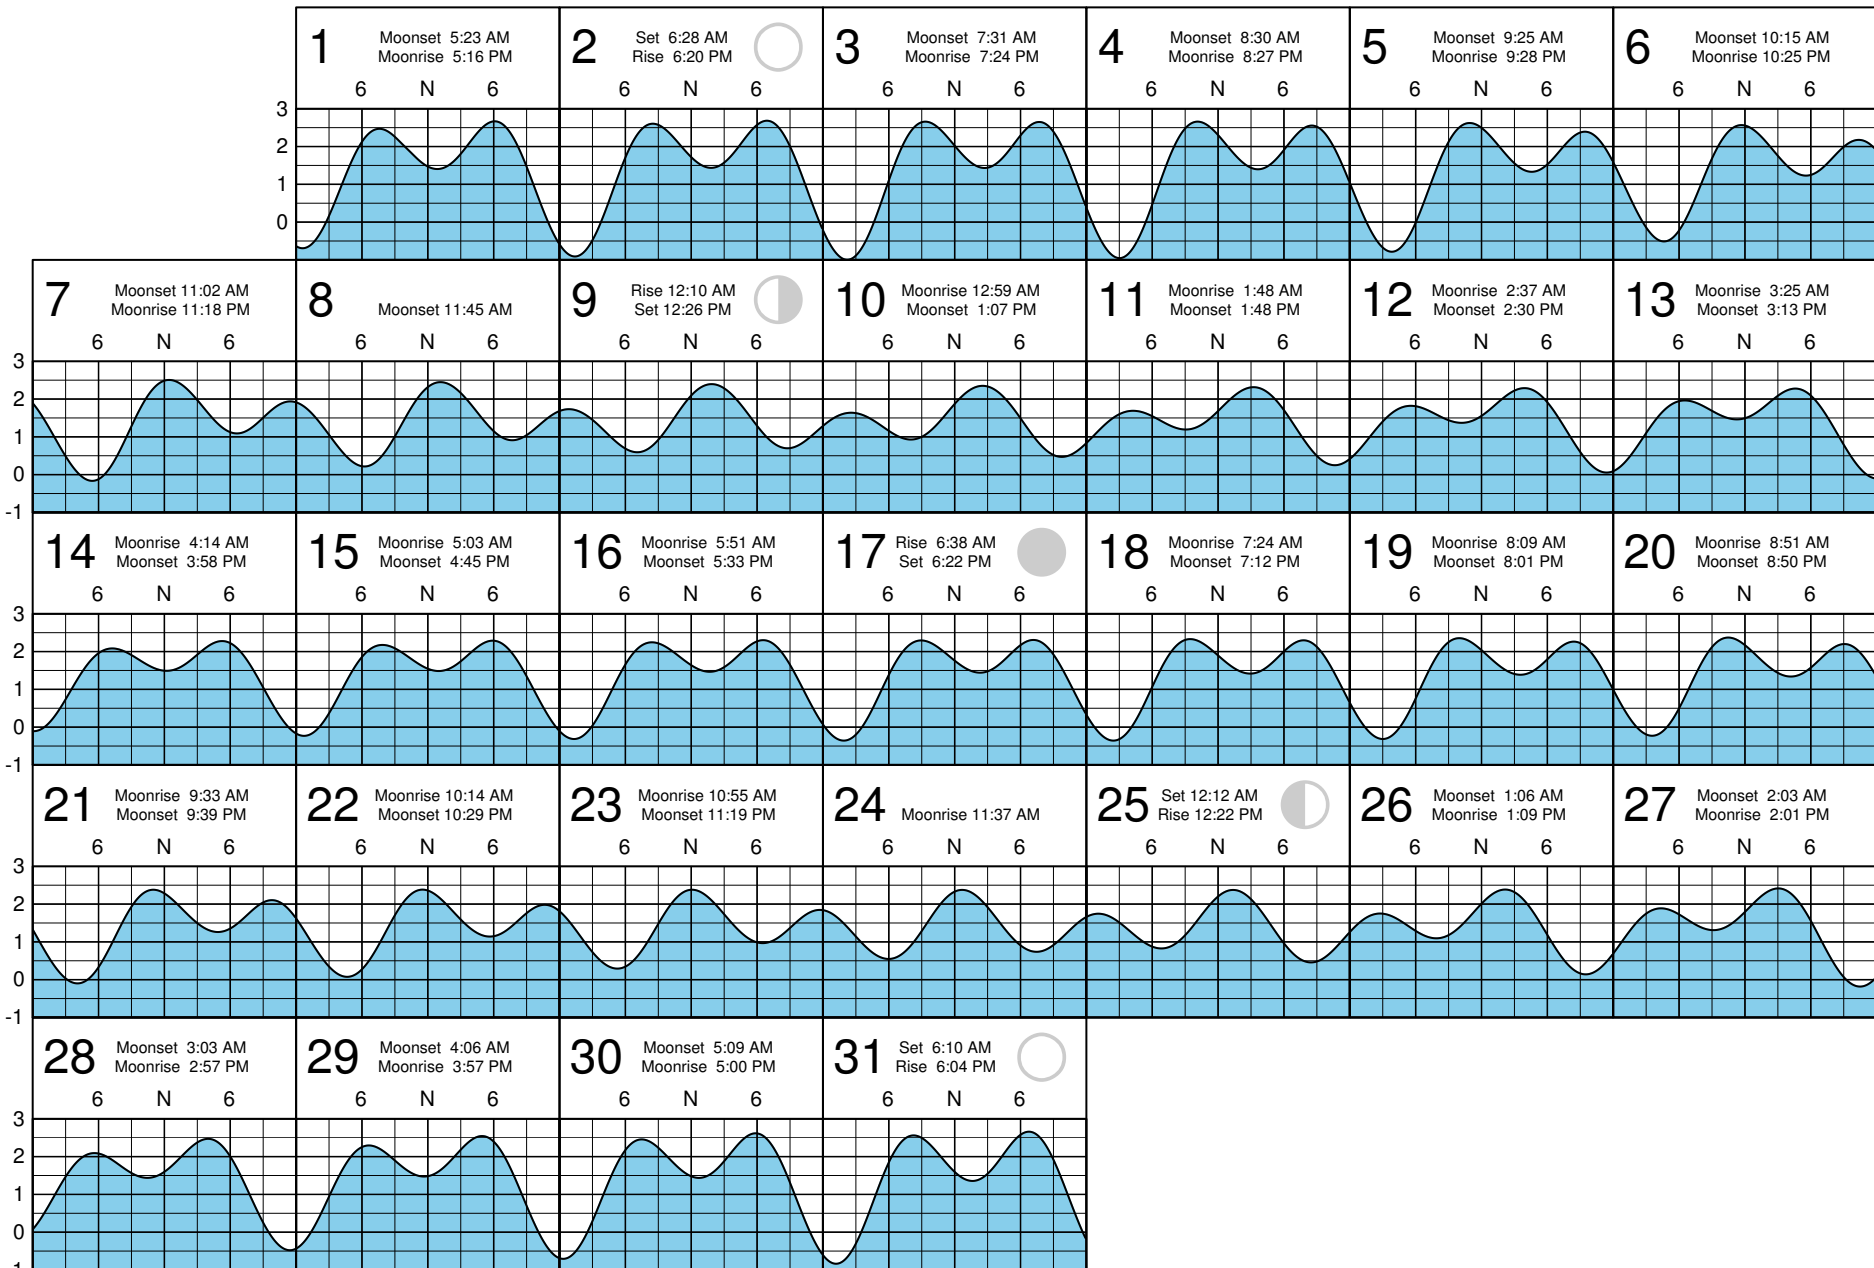 1 Moonset 5:23 AM
Moonrise 5:16 PM
6 N 6
2 Set 6:28 AM
Rise 6:20 PM
6 N 6
3 Moonset 7:31 AM
Moonrise 7:24 PM
6 N 6
4 Moonset 8:30 AM
Moonrise 8:27 PM
6 N 6
5 Moonset 9:25 AM
Moonrise 9:28 PM
6 N 6
6 Moonset 10:15 AM
Moonrise 10:25 PM
6 N 6
3
2
1
0
7 Moonset 11:02 AM
Moonrise 11:18 PM
6 N 6
8 Moonset 11:45 AM
6 N 6
9 Rise 12:10 AM
Set 12:26 PM
6 N 6
10 Moonrise 12:59 AM
Moonset 1:07 PM
6 N 6
11 Moonrise 1:48 AM
Moonset 1:48 PM
6 N 6
12 Moonrise 2:37 AM
Moonset 2:30 PM
6 N 6
13 Moonrise 3:25 AM
Moonset 3:13 PM
6 N 6
3
2
1
0
-1
14 Moonrise 4:14 AM
Moonset 3:58 PM
6 N 6
15 Moonrise 5:03 AM
Moonset 4:45 PM
6 N 6
16 Moonrise 5:51 AM
Moonset 5:33 PM
6 N 6
17 Rise 6:38 AM
Set 6:22 PM
6 N 6
18 Moonrise 7:24 AM
Moonset 7:12 PM
6 N 6
19 Moonrise 8:09 AM
Moonset 8:01 PM
6 N 6
20 Moonrise 8:51 AM
Moonset 8:50 PM
6 N 6
3
2
1
0
-1
21 Moonrise 9:33 AM
Moonset 9:39 PM
6 N 6
22 Moonrise 10:14 AM
Moonset 10:29 PM
6 N 6
23 Moonrise 10:55 AM
Moonset 11:19 PM
6 N 6
24 Moonrise 11:37 AM
6 N 6
25 Set 12:12 AM
Rise 12:22 PM
6 N 6
26 Moonset 1:06 AM
Moonrise 1:09 PM
6 N 6
27 Moonset 2:03 AM
Moonrise 2:01 PM
6 N 6
3
2
1
0
-1
28 Moonset 3:03 AM
Moonrise 2:57 PM
6 N 6
29 Moonset 4:06 AM
Moonrise 3:57 PM
6 N 6
30 Moonset 5:09 AM
Moonrise 5:00 PM
6 N 6
31 Set 6:10 AM
Rise 6:04 PM
6 N 6
3
2
1
0
-1